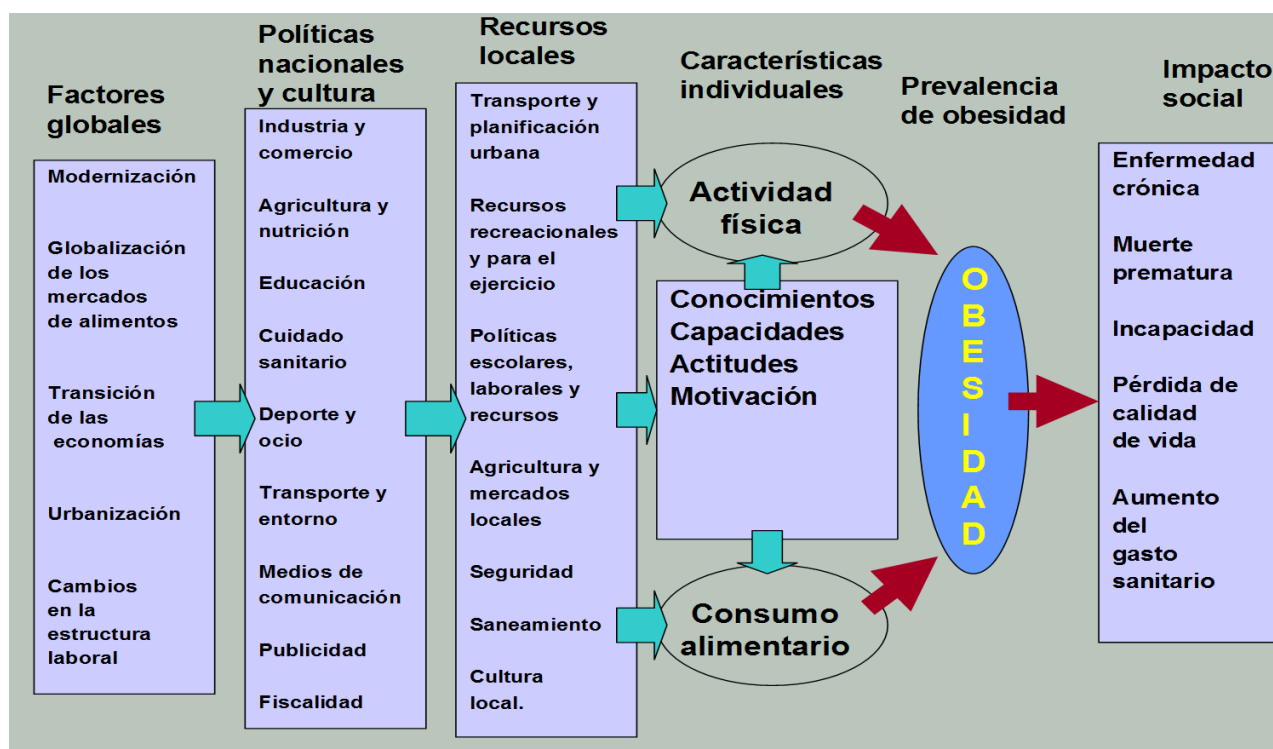 Factores
globales
Modernización
Globalización
de los
mercados
de alimentos
Transición
de las
economías
Urbanización
Cambios
en la
estructura
laboral
Políticas
nacionales
y cultura
Industria y
comercio
Agricultura y
nutrición
Educación
Cuidado
sanitario
Deporte y
ocio
Transporte y
entorno
Medios de
comunicación
Publicidad
Fiscalidad
Recursos
locales
Transporte y
planificación
urbana
Recursos
recreacionales
y para el
ejercicio
Políticas
escolares,
laborales y
recursos
Agricultura y
mercados
locales
Seguridad
Saneamiento
Cultura
local.
Características
individuales
Actividad
física
Conocimientos
Capacidades
Actitudes
Motivación
Consumo
alimentario
Prevalencia
de obesidad
OBESIDAD
Impacto
social
Enfermedad
crónica
Muerte
prematura
Incapacidad
Pérdida de
calidad
de vida
Aumento
del
gasto
sanitario